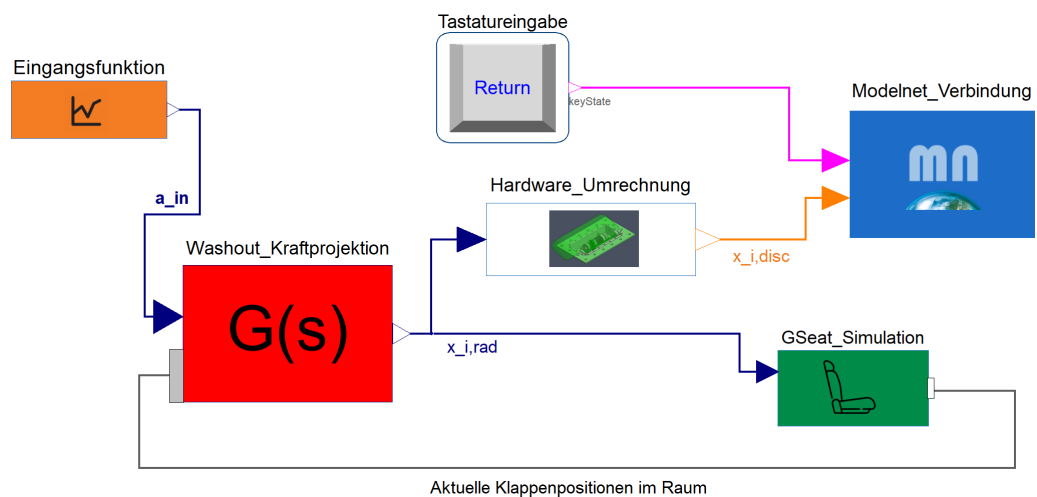 Tastatureingabe
Eingangsfunktion
Return
keyState
Modelnet_Verbindung
mn
a_in
Hardware_Umrechnung
Washout_Kraftprojektion
x_i,disc
G(s)
x_i,rad
GSeat_Simulation
Aktuelle Klappenpositionen im Raum